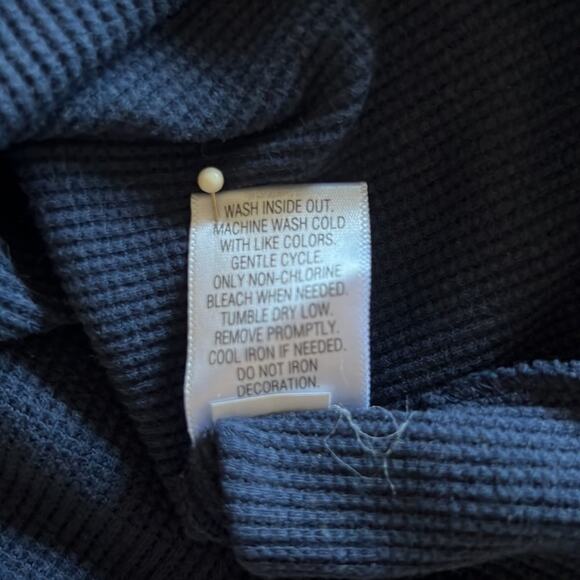 WASH INSIDE OUT.
MACHINE WASH COLD
WITH LIKE COLORS.
GENTLE CYCLE.
ONLY NON-CHLORINE
BLEACH WHEN NEEDED.
TUMBLE DRY LOW.
REMOVE PROMPTLY.
COOL IRON IF NEEDED.
DO NOT IRON
DECORATION.